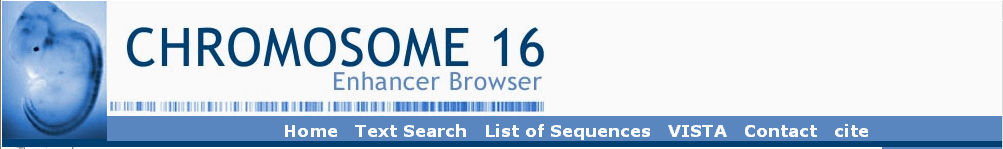 CHROMOSOME 16
Enhancer Browser
Home Text Search List of Sequences VISTA Contact cite